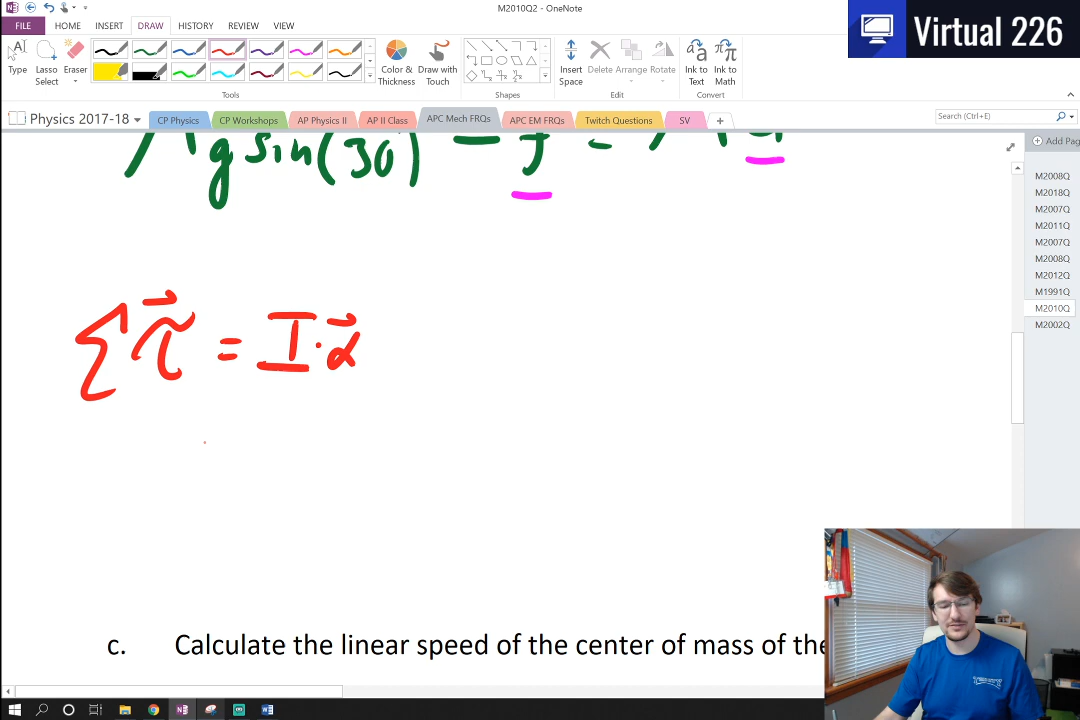 M2010Q2 - OneNote
FILE HOME INSERT DRAW HISTORY REVIEW VIEW
Virtual 226
Type
Lasso Select
Eraser
Color & Thickness
Draw with Touch
Insert Space
Delete
Arrange
Rotate
Ink to Text
Ink to Math
Tools
Shapes
Edit
Convert
Physics 2017-18
CP Physics
CP Workshops
AP Physics II
AP II Class
APC Mech FRQs
APC EM FRQs
Twitch Questions
SV
Search (Ctrl+E)
Add Pag
M2008Q
M2018Q
M2007Q
M2011Q
M2007Q
M2008Q
M2012Q
M1991Q
M2010Q
M2002Q
g sin(30) - f =
Σ τ⃗ = I · α⃗
c. Calculate the linear speed of the center of mass of the